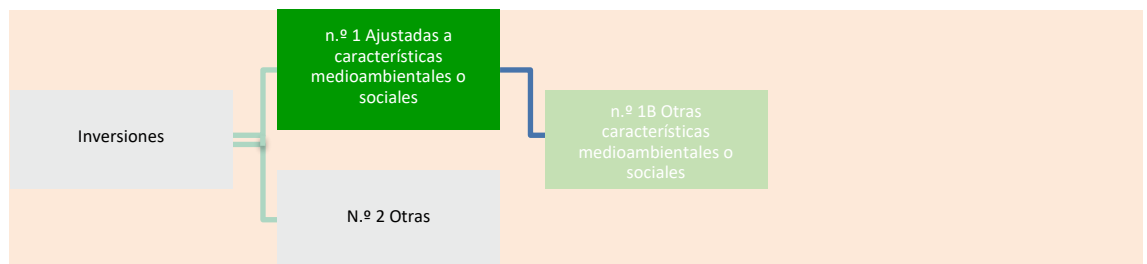 n.º 1 Ajustadas a
características
medioambientales o
sociales
Inversiones
n.º 1B Otras
características
medioambientales o
sociales
N.º 2 Otras